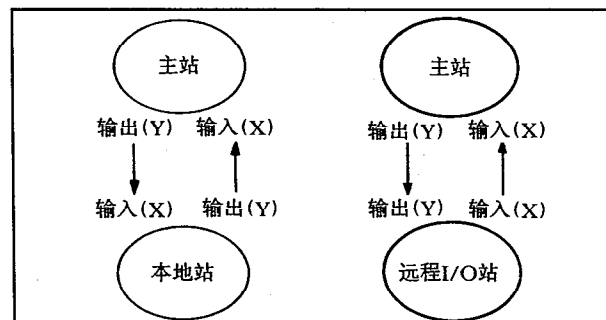 主站 主站
输出(Y) 输入(X) 输出(Y) 输入(X)
输入(X) 输出(Y) 输出(Y) 输入(X)
本地站 远程I/O站